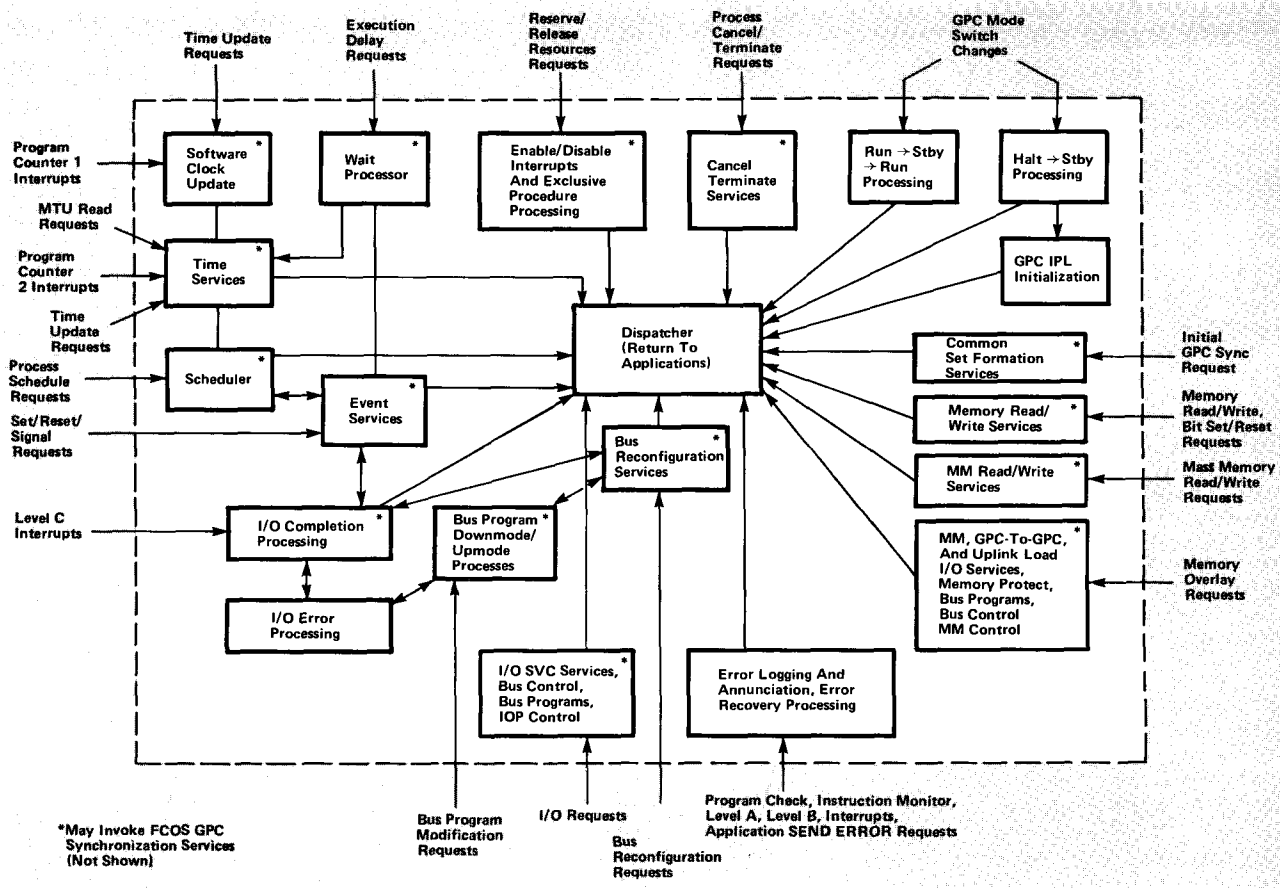 Time Update
Requests
Execution
Delay
Requests
Reserve/
Release
Resources
Requests
Process
Cancel/
Terminate
Requests
GPC Mode
Switch
Changes
Program
Counter 1
Interrupts
Software *
Clock
Update
Wait *
Processor
Enable/Disable *
Interrupts
And Exclusive
Procedure
Processing
*
Cancel
Terminate
Services
Run → Stby
→ Run
Processing
Halt → Stby
Processing
MTU Read
Requests
Program
Counter
2 Interrupts
Time
Update
Requests
Time *
Services
GPC IPL
Initialization
Dispatcher
(Return To
Applications)
Process
Schedule
Requests
*
Scheduler
Set/Reset/
Signal
Requests
*
Event
Services
Common *
Set Formation
Services
Initial
GPC Sync
Request
Memory Read/ *
Write Services
Memory
Read/Write,
Bit Set/Reset
Requests
Bus *
Reconfiguration
Services
MM Read/Write *
Services
Mass Memory
Read/Write
Requests
Level C
Interrupts
I/O Completion *
Processing
Bus Program *
Downmode/
Upmode
Processes
MM, GPC-To-GPC, *
And Uplink Load
I/O Services,
Memory Protect,
Bus Programs,
Bus Control
MM Control
Memory
Overlay
Requests
I/O Error
Processing
I/O SVC Services, *
Bus Control,
Bus Programs,
IOP Control
Error Logging And
Annunciation, Error
Recovery Processing
*May Invoke FCOS GPC
Synchronization Services
(Not Shown)
Bus Program
Modification
Requests
I/O Requests
Bus
Reconfiguration
Requests
Program Check, Instruction Monitor,
Level A, Level B, Interrupts,
Application SEND ERROR Requests